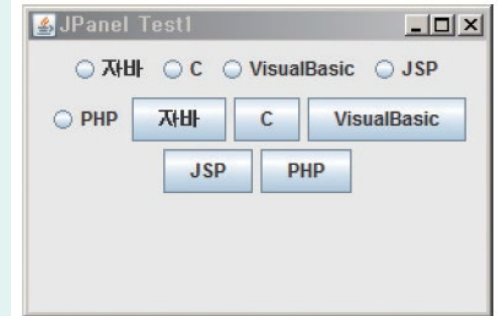 JPanel Test1
자바 C VisualBasic JSP
PHP 자바 C VisualBasic
JSP PHP